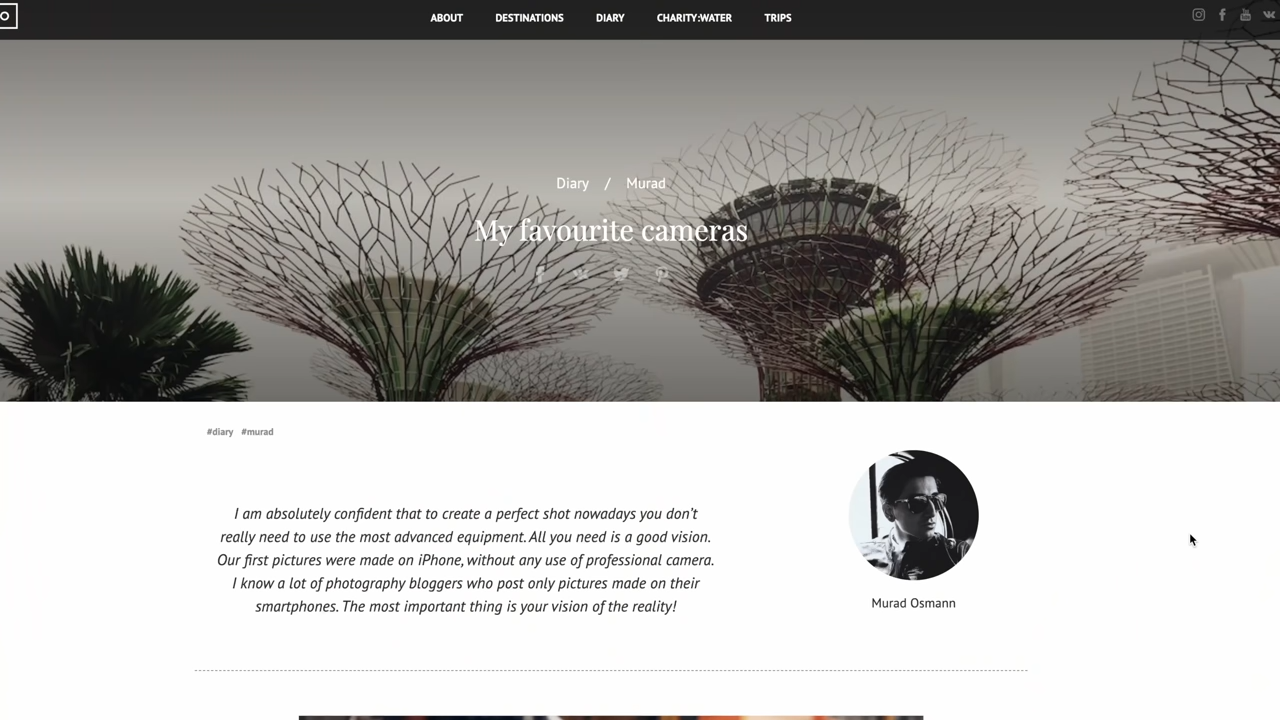 O
ABOUT DESTINATIONS DIARY CHARITY:WATER TRIPS
Diary / Murad
My favourite cameras
#diary #murad
I am absolutely confident that to create a perfect shot nowadays you don't
really need to use the most advanced equipment. All you need is a good vision.
Our first pictures were made on iPhone, without any use of professional camera.
I know a lot of photography bloggers who post only pictures made on their
smartphones. The most important thing is your vision of the reality!
Murad Osmann